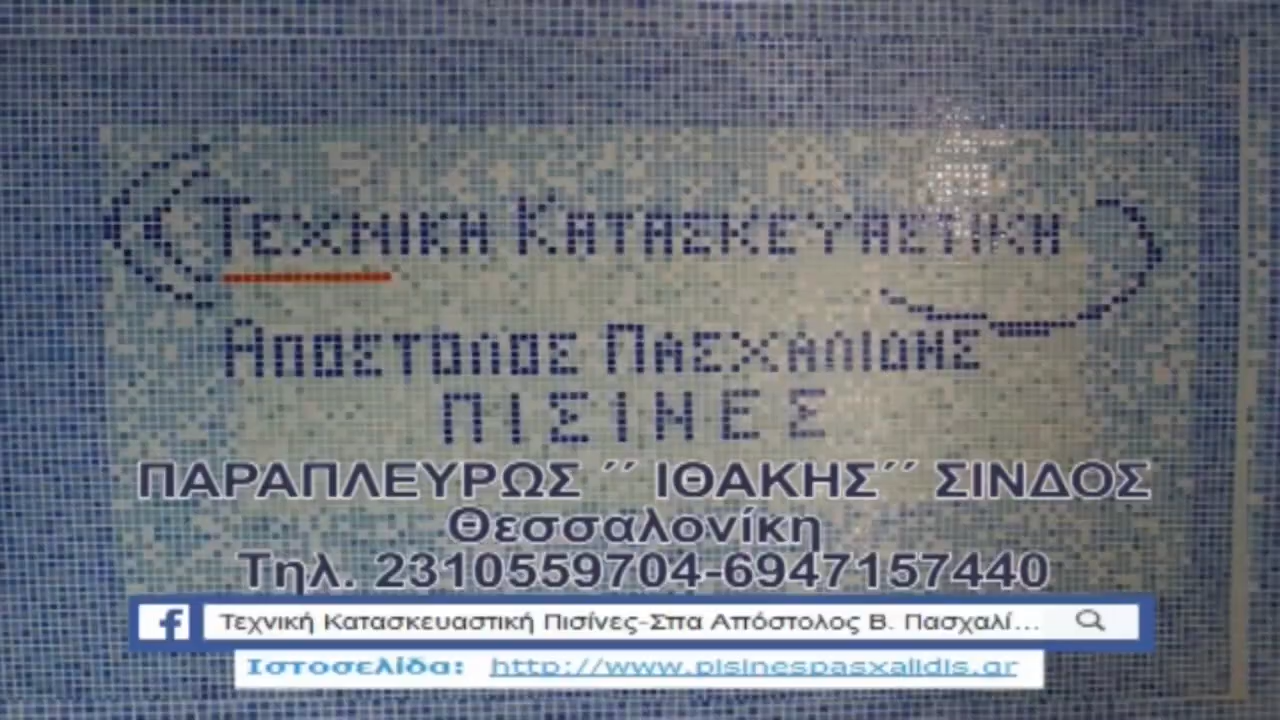 ΤΕΧΝΙΚΗ ΚΑΤΑΣΚΕΥΑΣΤΙΚΗ
ΑΠΟΣΤΟΛΟΣ ΠΑΣΧΑΛΙΔΗΣ
ΠΙΣΙΝΕΣ
ΠΑΡΑΠΛΕΥΡΩΣ ´´ ΙΘΑΚΗΣ´´ ΣΙΝΔΟΣ
Θεσσαλονίκη
Τηλ. 2310559704-6947157440
f Τεχνική Κατασκευαστική Πισίνες-Σπα Απόστολος Β. Πασχαλί...
Ιστοσελίδα: http://www.pisinespasxalidis.gr